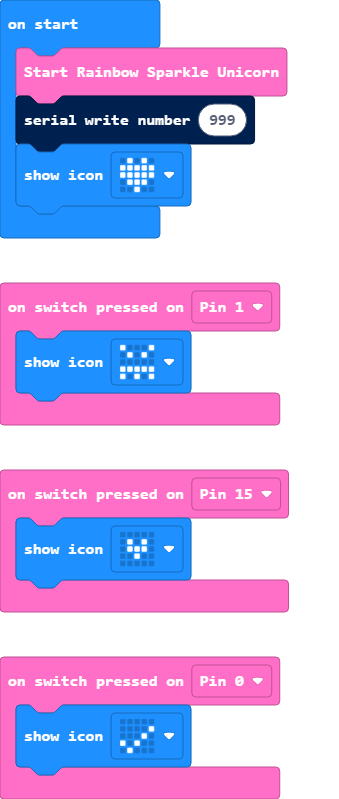 on start
Start Rainbow Sparkle Unicorn
serial write number 999
show icon
on switch pressed on Pin 1
show icon
on switch pressed on Pin 15
show icon
on switch pressed on Pin 0
show icon